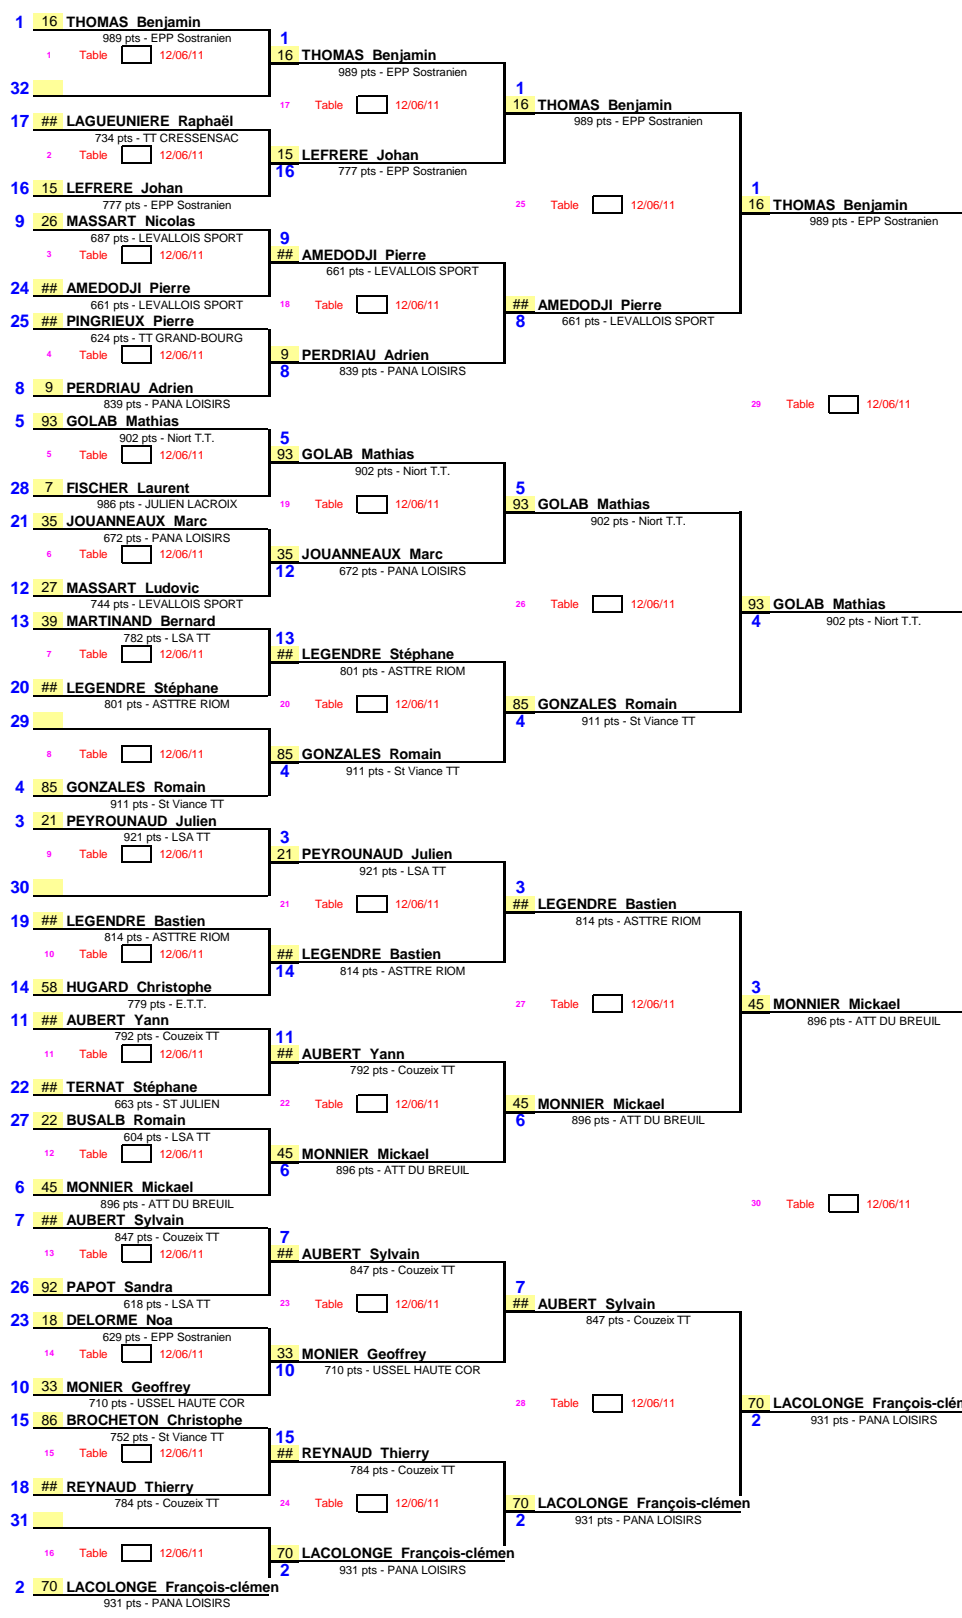 1 16 THOMAS Benjamin
989 pts - EPP Sostranien
1 Table 12/06/11
32
17 ## LAGUEUNIERE Raphaël
734 pts - TT CRESSENSAC
2 Table 12/06/11
16 15 LEFRERE Johan
777 pts - EPP Sostranien
9 26 MASSART Nicolas
687 pts - LEVALLOIS SPORT
3 Table 12/06/11
24 ## AMEDODJI Pierre
661 pts - LEVALLOIS SPORT
25 ## PINGRIEUX Pierre
624 pts - TT GRAND-BOURG
4 Table 12/06/11
8 9 PERDRIAU Adrien
839 pts - PANA LOISIRS
5 93 GOLAB Mathias
902 pts - Niort T.T.
5 Table 12/06/11
28 7 FISCHER Laurent
986 pts - JULIEN LACROIX
21 35 JOUANNEAUX Marc
672 pts - PANA LOISIRS
6 Table 12/06/11
12 27 MASSART Ludovic
744 pts - LEVALLOIS SPORT
13 39 MARTINAND Bernard
782 pts - LSA TT
7 Table 12/06/11
20 ## LEGENDRE Stéphane
801 pts - ASTTRE RIOM
29
8 Table 12/06/11
4 85 GONZALES Romain
911 pts - St Viance TT
3 21 PEYROUNAUD Julien
921 pts - LSA TT
9 Table 12/06/11
30
19 ## LEGENDRE Bastien
814 pts - ASTTRE RIOM
10 Table 12/06/11
14 58 HUGARD Christophe
779 pts - E.T.T.
11 ## AUBERT Yann
792 pts - Couzeix TT
11 Table 12/06/11
22 ## TERNAT Stéphane
663 pts - ST JULIEN
27 22 BUSALB Romain
604 pts - LSA TT
12 Table 12/06/11
6 45 MONNIER Mickael
896 pts - ATT DU BREUIL
7 ## AUBERT Sylvain
847 pts - Couzeix TT
13 Table 12/06/11
26 92 PAPOT Sandra
618 pts - LSA TT
23 18 DELORME Noa
629 pts - EPP Sostranien
14 Table 12/06/11
10 33 MONIER Geoffrey
710 pts - USSEL HAUTE COR
15 86 BROCHETON Christophe
752 pts - St Viance TT
15 Table 12/06/11
18 ## REYNAUD Thierry
784 pts - Couzeix TT
31
16 Table 12/06/11
2 70 LACOLONGE François-clémen
931 pts - PANA LOISIRS
1
16 THOMAS Benjamin
989 pts - EPP Sostranien
17 Table 12/06/11
15 LEFRERE Johan
16
777 pts - EPP Sostranien
9
## AMEDODJI Pierre
661 pts - LEVALLOIS SPORT
18 Table 12/06/11
9 PERDRIAU Adrien
8
839 pts - PANA LOISIRS
5
93 GOLAB Mathias
902 pts - Niort T.T.
19 Table 12/06/11
35 JOUANNEAUX Marc
12
672 pts - PANA LOISIRS
13
## LEGENDRE Stéphane
801 pts - ASTTRE RIOM
20 Table 12/06/11
85 GONZALES Romain
4
911 pts - St Viance TT
3
21 PEYROUNAUD Julien
921 pts - LSA TT
21 Table 12/06/11
## LEGENDRE Bastien
14
814 pts - ASTTRE RIOM
11
## AUBERT Yann
792 pts - Couzeix TT
22 Table 12/06/11
45 MONNIER Mickael
6
896 pts - ATT DU BREUIL
7
## AUBERT Sylvain
847 pts - Couzeix TT
23 Table 12/06/11
33 MONIER Geoffrey
10
710 pts - USSEL HAUTE COR
15
## REYNAUD Thierry
784 pts - Couzeix TT
24 Table 12/06/11
70 LACOLONGE François-clémen
2
931 pts - PANA LOISIRS
1
16 THOMAS Benjamin
989 pts - EPP Sostranien
25 Table 12/06/11
## AMEDODJI Pierre
8
661 pts - LEVALLOIS SPORT
5
93 GOLAB Mathias
902 pts - Niort T.T.
26 Table 12/06/11
85 GONZALES Romain
4
911 pts - St Viance TT
3
## LEGENDRE Bastien
814 pts - ASTTRE RIOM
27 Table 12/06/11
45 MONNIER Mickael
6
896 pts - ATT DU BREUIL
7
## AUBERT Sylvain
847 pts - Couzeix TT
28 Table 12/06/11
70 LACOLONGE François-clémen
2
931 pts - PANA LOISIRS
1
16 THOMAS Benjamin
989 pts - EPP Sostranien
29 Table 12/06/11
93 GOLAB Mathias
4
902 pts - Niort T.T.
3
45 MONNIER Mickael
896 pts - ATT DU BREUIL
30 Table 12/06/11
70 LACOLONGE François-clém
2
931 pts - PANA LOISIRS